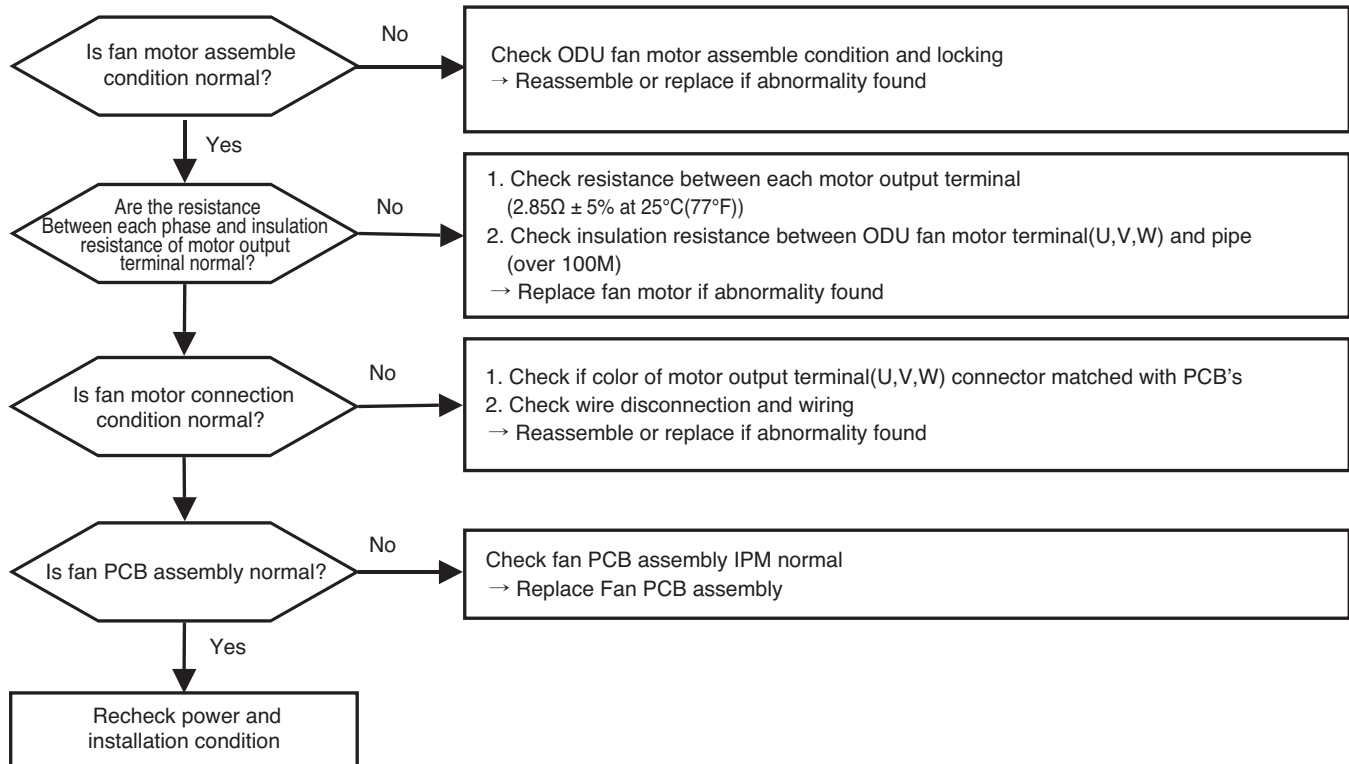 Is fan motor assemble
condition normal?
No
Check ODU fan motor assemble condition and locking
→ Reassemble or replace if abnormality found
Yes
Are the resistance
Between each phase and insulation
resistance of motor output
terminal normal?
No
1. Check resistance between each motor output terminal
(2.85Ω ± 5% at 25°C(77°F))
2. Check insulation resistance between ODU fan motor terminal(U,V,W) and pipe
(over 100M)
→ Replace fan motor if abnormality found
Is fan motor connection
condition normal?
No
1. Check if color of motor output terminal(U,V,W) connector matched with PCB's
2. Check wire disconnection and wiring
→ Reassemble or replace if abnormality found
Is fan PCB assembly normal?
No
Check fan PCB assembly IPM normal
→ Replace Fan PCB assembly
Yes
Recheck power and
installation condition